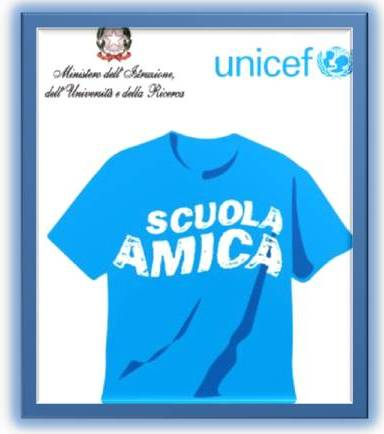 Ministero dell'Istruzione,
dell'Università e della Ricerca
unicef
SCUOLA
AMICA